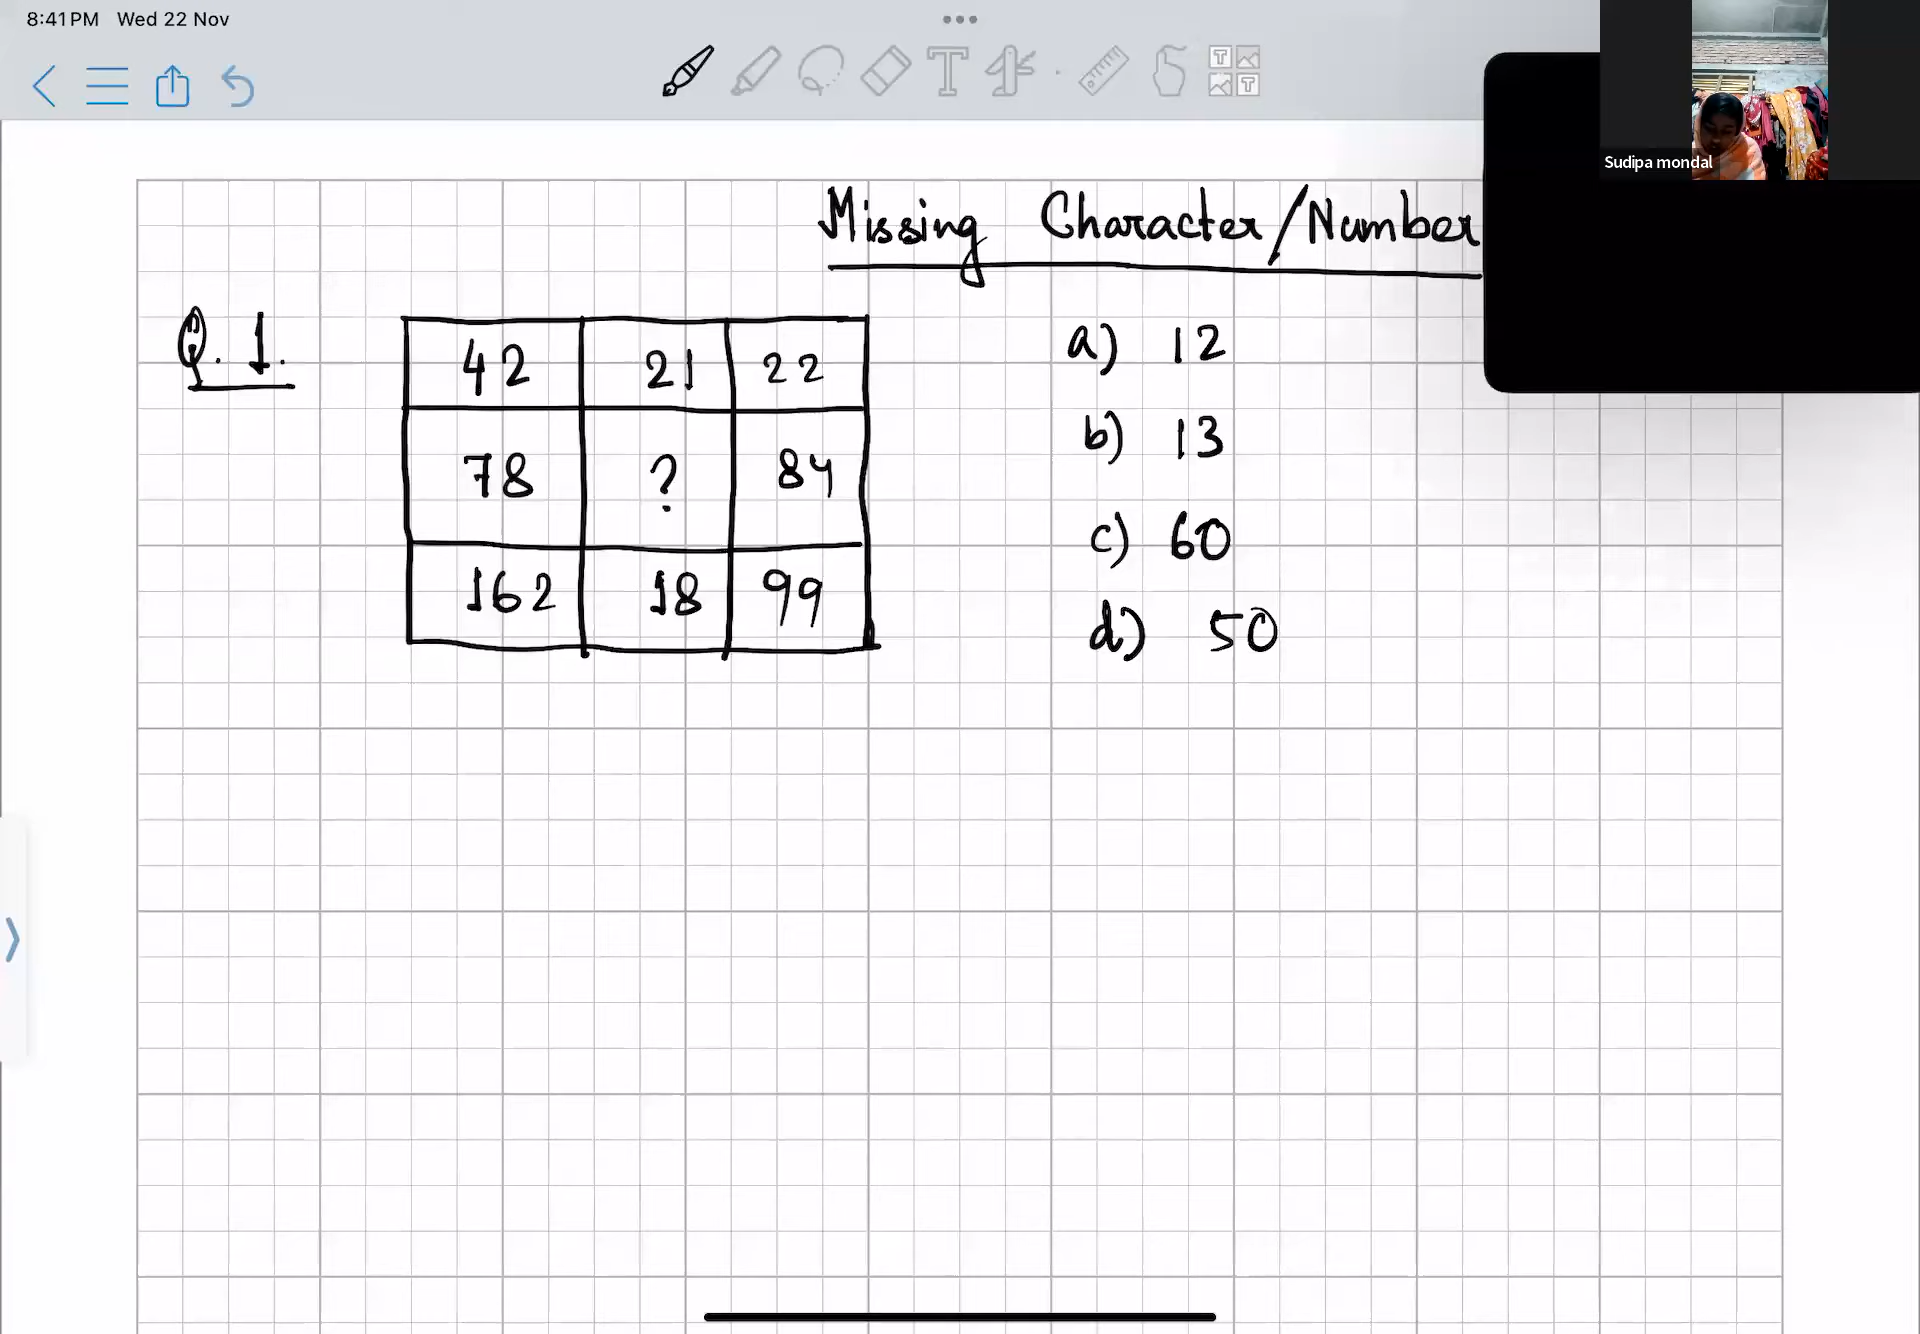 8:41 PM Wed 22 Nov
Sudipa mondal
Missing Character/Number
Q. 1.
42 21 22
78 ? 84
162 18 99
a) 12
b) 13
c) 60
d) 50